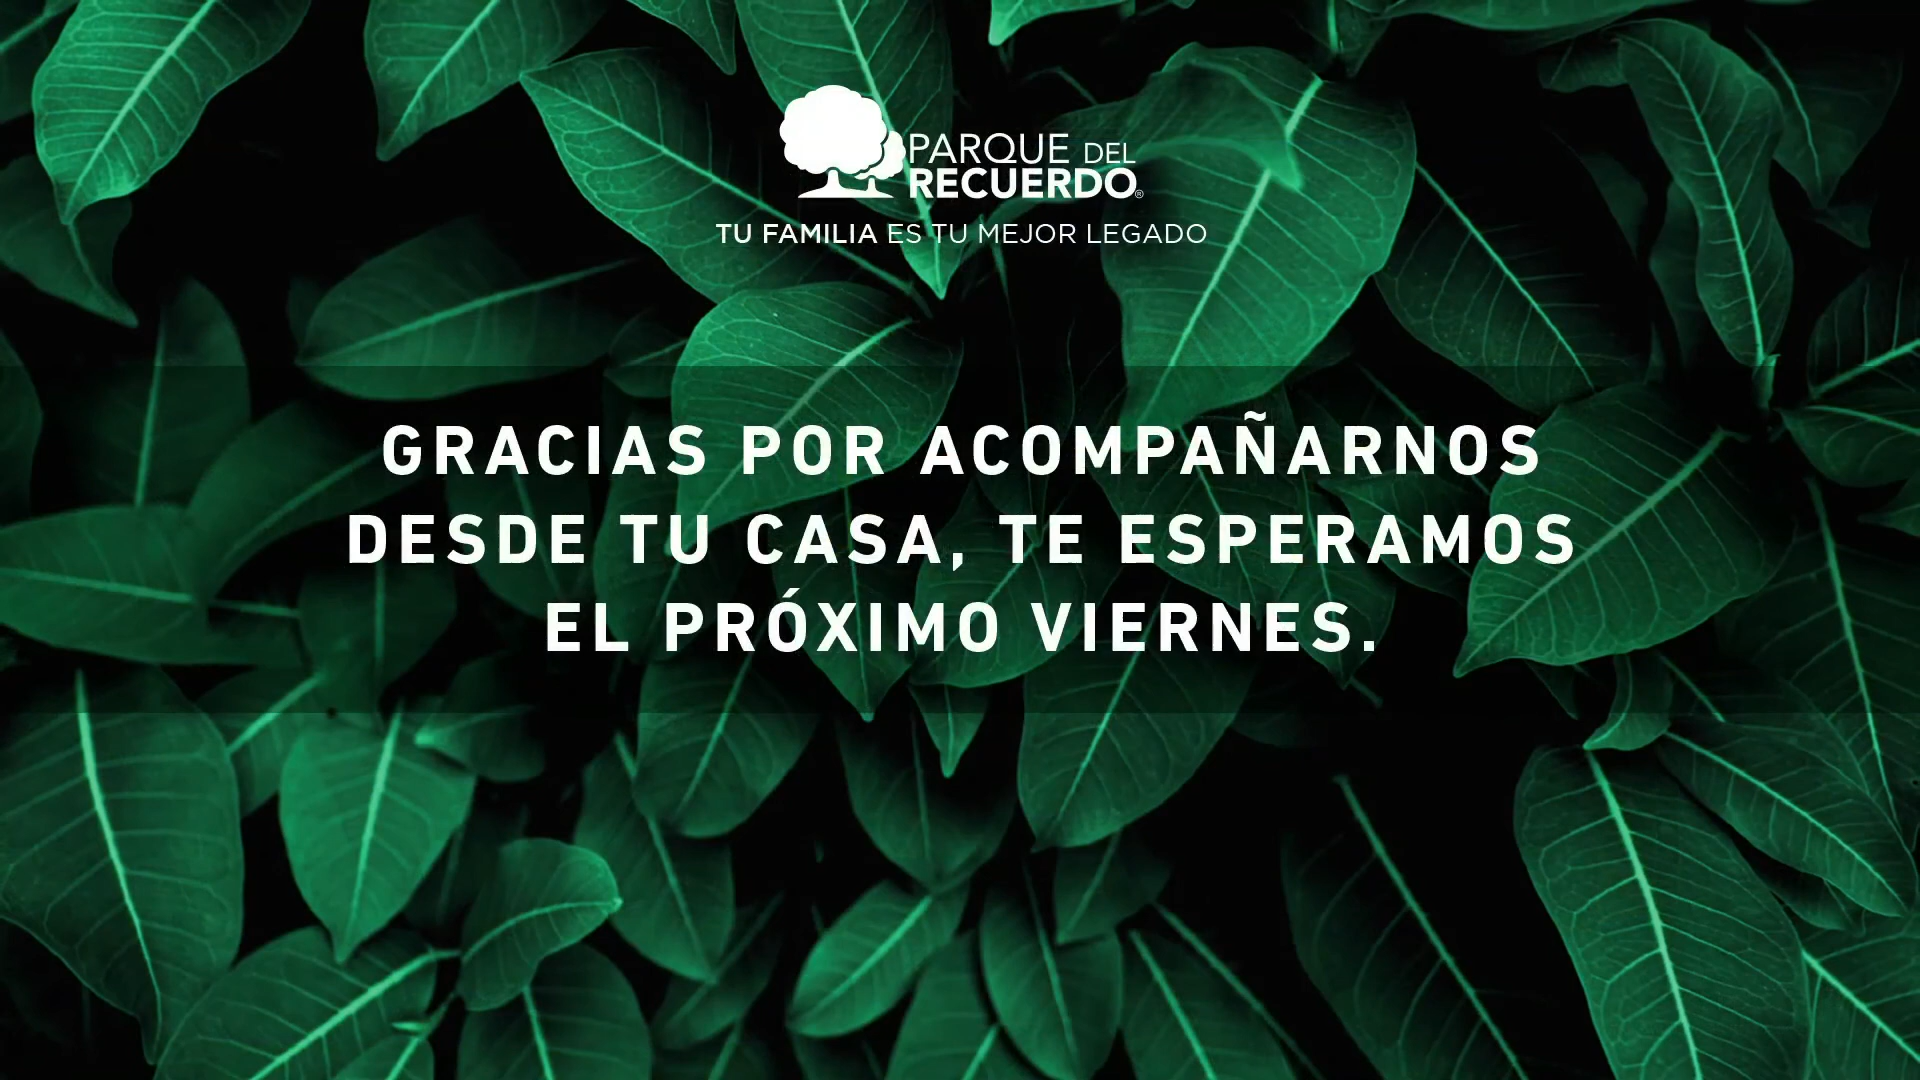 PARQUE DEL
RECUERDO®
TU FAMILIA ES TU MEJOR LEGADO
GRACIAS POR ACOMPAÑARNOS
DESDE TU CASA, TE ESPERAMOS
EL PRÓXIMO VIERNES.